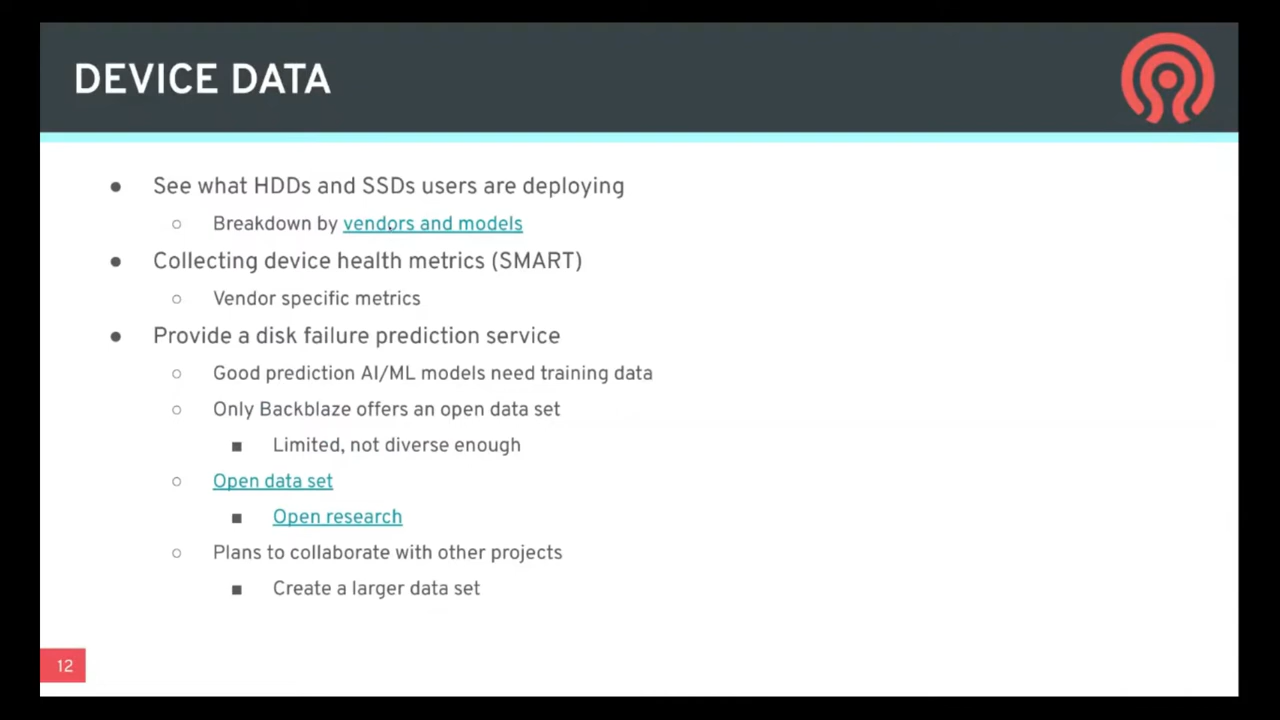 DEVICE DATA
● See what HDDs and SSDs users are deploying
○ Breakdown by vendors and models
● Collecting device health metrics (SMART)
○ Vendor specific metrics
● Provide a disk failure prediction service
○ Good prediction AI/ML models need training data
○ Only Backblaze offers an open data set
■ Limited, not diverse enough
○ Open data set
■ Open research
○ Plans to collaborate with other projects
■ Create a larger data set
12